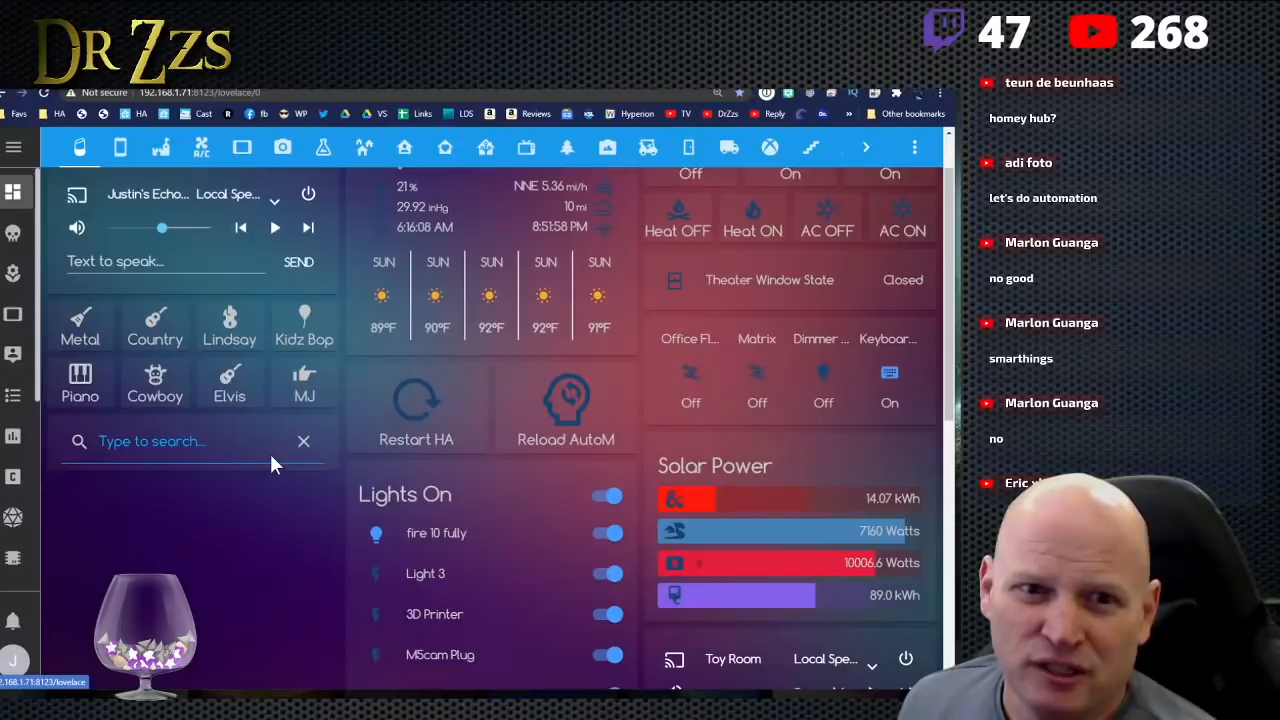 DR ZZS
47
268
Not secure
192.168.1.71:8123/lovelace/0
Favs HA Cast fb WP VS Links LDS Reviews Hyperion TV DrZzs Reply » Other bookmarks
R/C
Justin's Echo... Local Spe...
Text to speak... SEND
Metal Country Lindsay Kidz Bop
Piano Cowboy Elvis MJ
Type to search...
21 % NNE 5.36 mi/h
29.92 inHg 10 mi
6:16:08 AM 8:51:58 PM
SUN SUN SUN SUN SUN
89°F 90°F 92°F 92°F 91°F
Restart HA Reload AutoM
Lights On
fire 10 fully
Light 3
3D Printer
M5cam Plug
Off On On
Heat OFF Heat ON AC OFF AC ON
Theater Window State Closed
Office Fl... Matrix Dimmer ... Keyboar...
Off Off Off On
Solar Power
14.07 kWh
7160 Watts
10006.6 Watts
89.0 kWh
Toy Room Local Spe...
J
2.168.1.71:8123/lovelace
teun de beunhaas
homey hub?
adi foto
let's do automation
Marlon Guanga
no good
Marlon Guanga
smarthings
Marlon Guanga
no